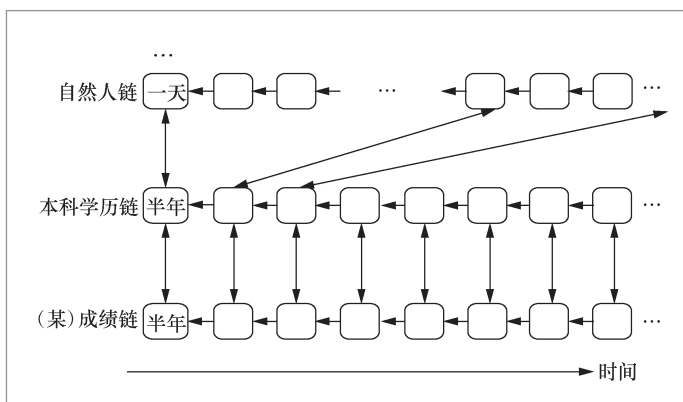 …
自然人链 一天 … …
本科学历链 半年 …
（某）成绩链 半年 …
时间